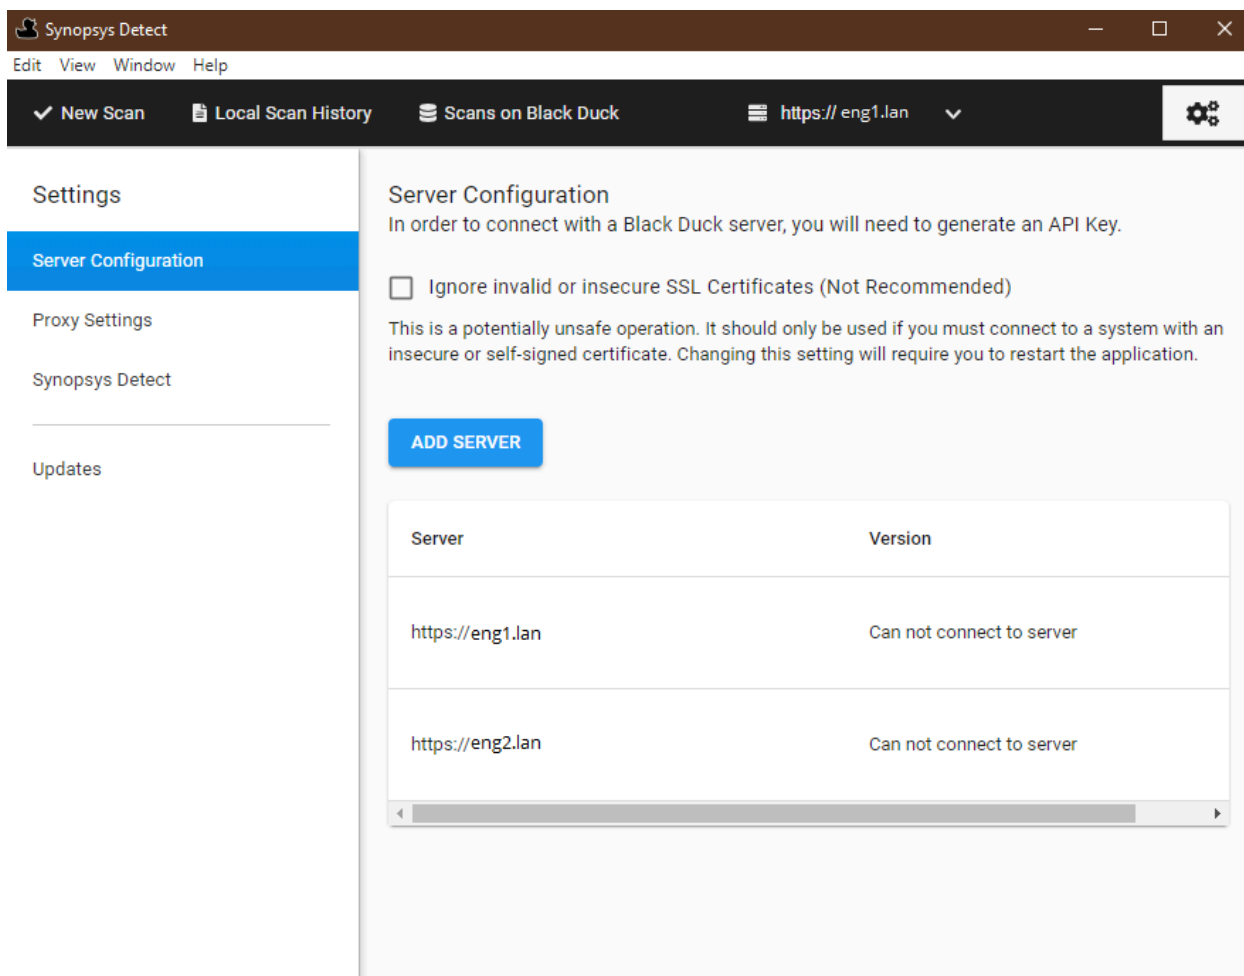 Synopsys Detect
Edit View Window Help
New Scan Local Scan History Scans on Black Duck https:// eng1.lan
Settings
Server Configuration
Proxy Settings
Synopsys Detect
Updates
Server Configuration
In order to connect with a Black Duck server, you will need to generate an API Key.
Ignore invalid or insecure SSL Certificates (Not Recommended)
This is a potentially unsafe operation. It should only be used if you must connect to a system with an
insecure or self-signed certificate. Changing this setting will require you to restart the application.
ADD SERVER
Server Version
https://eng1.lan Can not connect to server
https://eng2.lan Can not connect to server